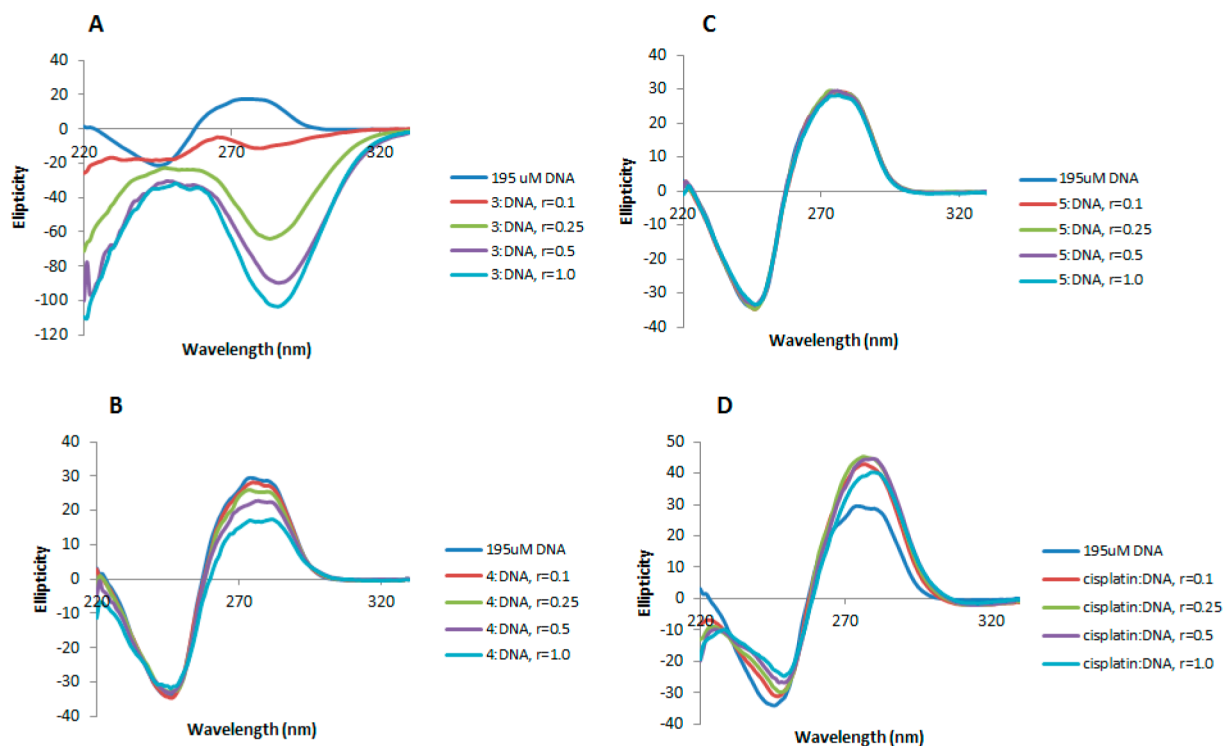 A
40
20
0
-20
-40
-60
-80
-100
-120
220
270
320
Elipticity
Wavelength (nm)
195 uM DNA
3:DNA, r=0.1
3:DNA, r=0.25
3:DNA, r=0.5
3:DNA, r=1.0
C
40
30
20
10
0
-10
-20
-30
-40
220
270
320
Ellipticity
Wavelength (nm)
195uM DNA
5:DNA, r=0.1
5:DNA, r=0.25
5:DNA, r=0.5
5:DNA, r=1.0
B
40
30
20
10
0
-10
-20
-30
-40
220
270
320
Ellipticity
Wavelength (nm)
195uM DNA
4:DNA, r=0.1
4:DNA, r=0.25
4:DNA, r=0.5
4:DNA, r=1.0
D
50
40
30
20
10
0
-10
-20
-30
-40
220
270
320
Ellipticity
Wavelength (nm)
195uM DNA
cisplatin:DNA, r=0.1
cisplatin:DNA, r=0.25
cisplatin:DNA, r=0.5
cisplatin:DNA, r=1.0